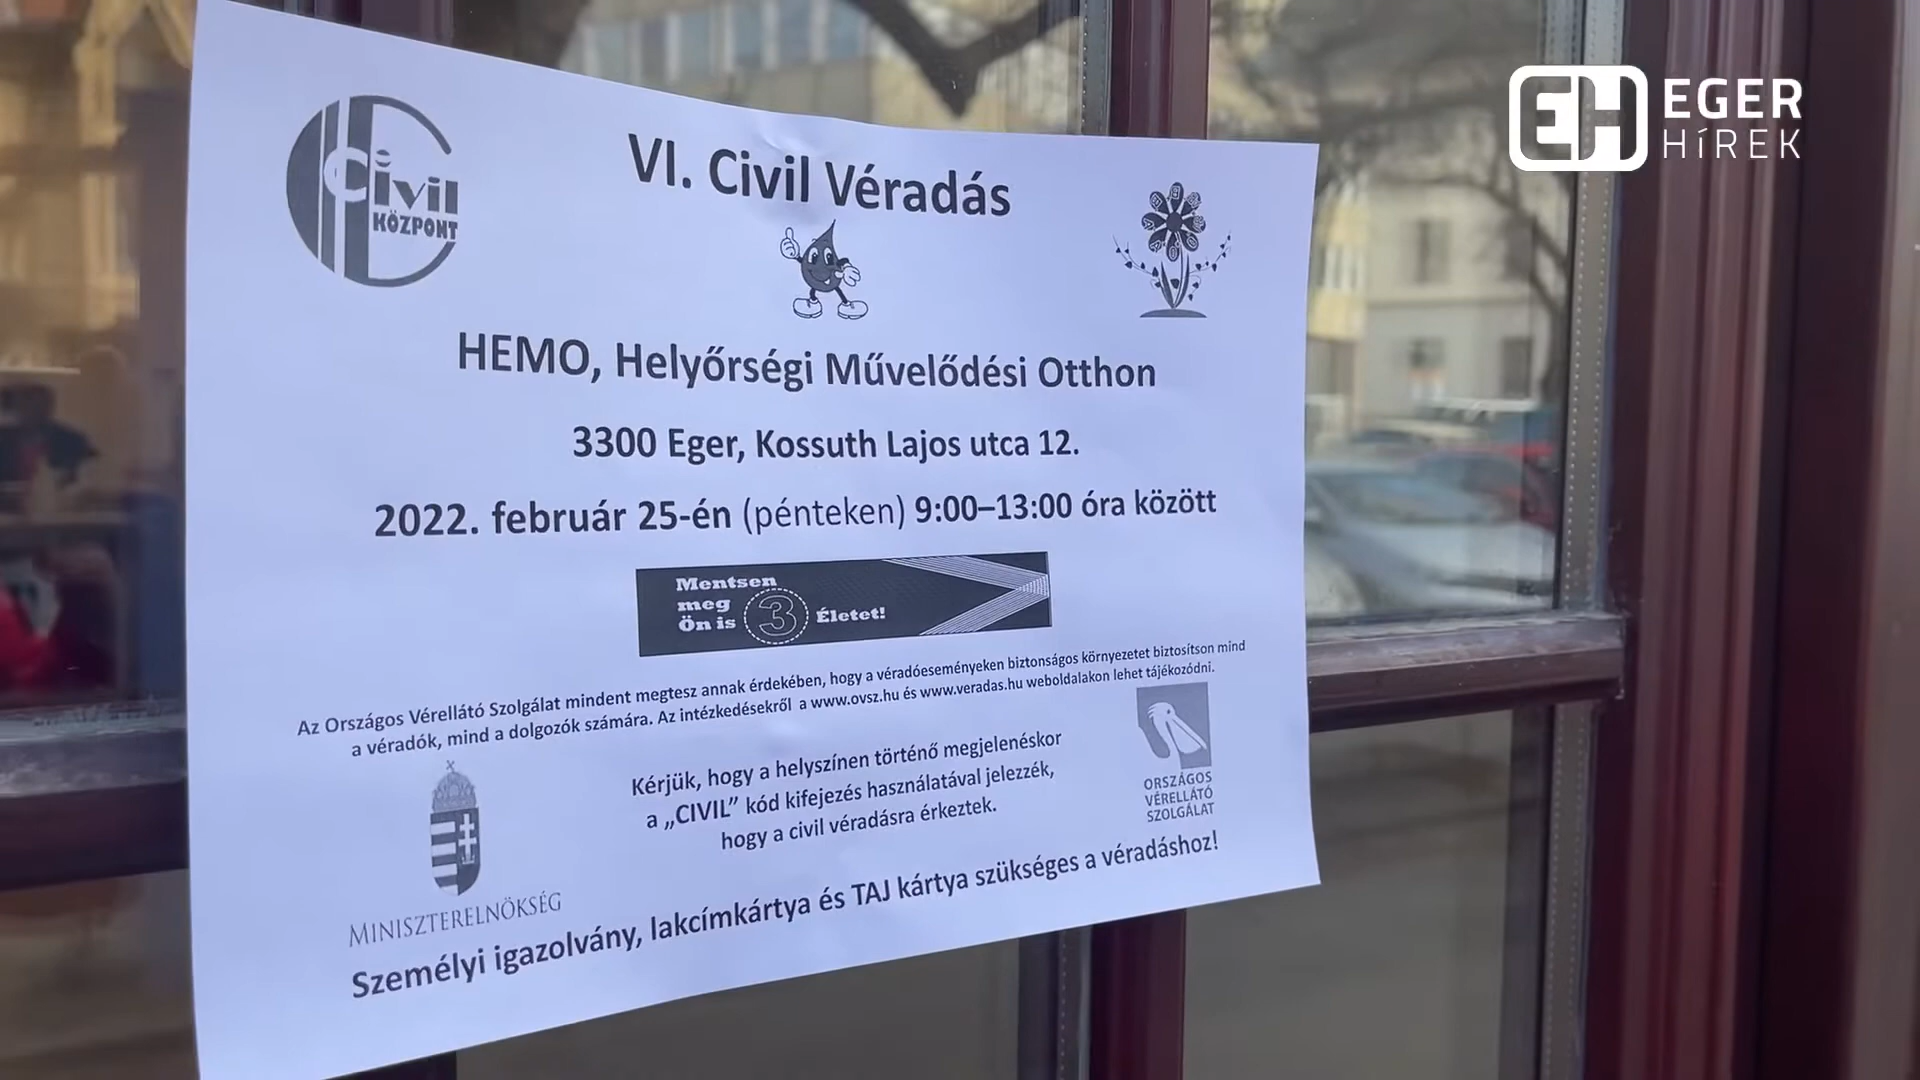 EH EGER
HÍREK
Civil
KÖZPONT
VI. Civil Véradás
HEMO, Helyőrségi Művelődési Otthon
3300 Eger, Kossuth Lajos utca 12.
2022. február 25-én (pénteken) 9:00–13:00 óra között
Mentsen
meg
Ön is 3 Életet!
Az Országos Vérellátó Szolgálat mindent megtesz annak érdekében, hogy a véradóeseményeken biztonságos környezetet biztosítson mind
a véradók, mind a dolgozók számára. Az intézkedésekről a www.ovsz.hu és www.veradas.hu weboldalakon lehet tájékozódni.
Kérjük, hogy a helyszínen történő megjelenéskor
a „CIVIL” kód kifejezés használatával jelezzék,
hogy a civil véradásra érkeztek.
ORSZÁGOS
VÉRELLÁTÓ
SZOLGÁLAT
MINISZTERELNÖKSÉG
Személyi igazolvány, lakcímkártya és TAJ kártya szükséges a véradáshoz!